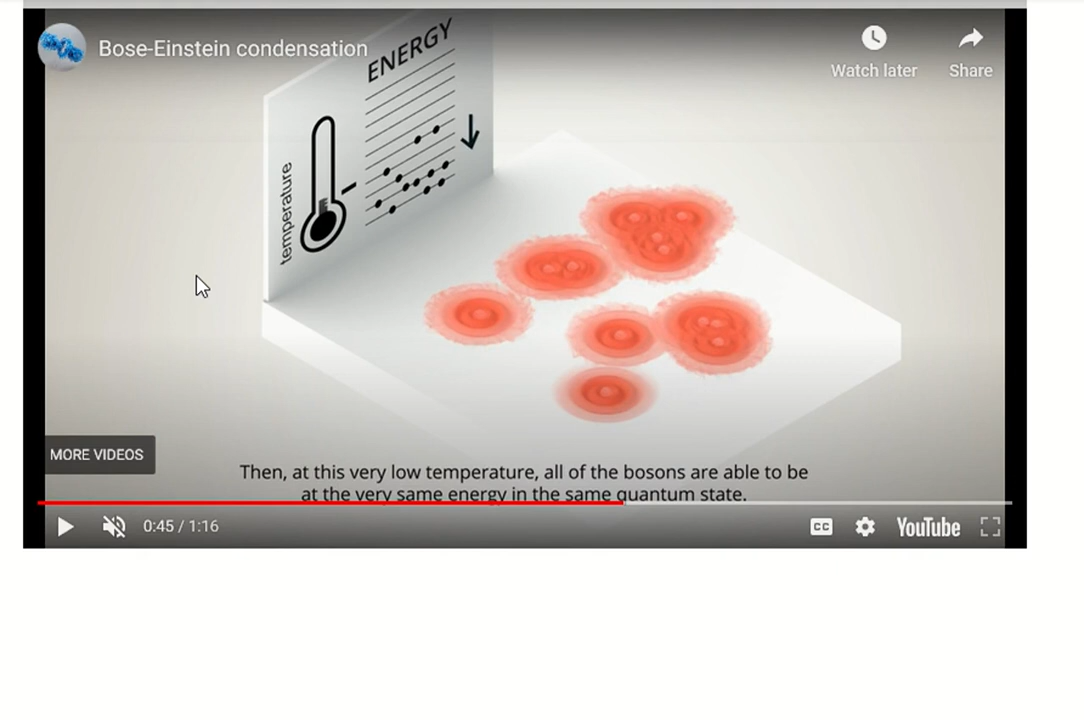 Bose-Einstein condensation
Watch later
Share
ENERGY
temperature
MORE VIDEOS
Then, at this very low temperature, all of the bosons are able to be
at the very same energy in the same quantum state.
0:45 / 1:16
CC
YouTube